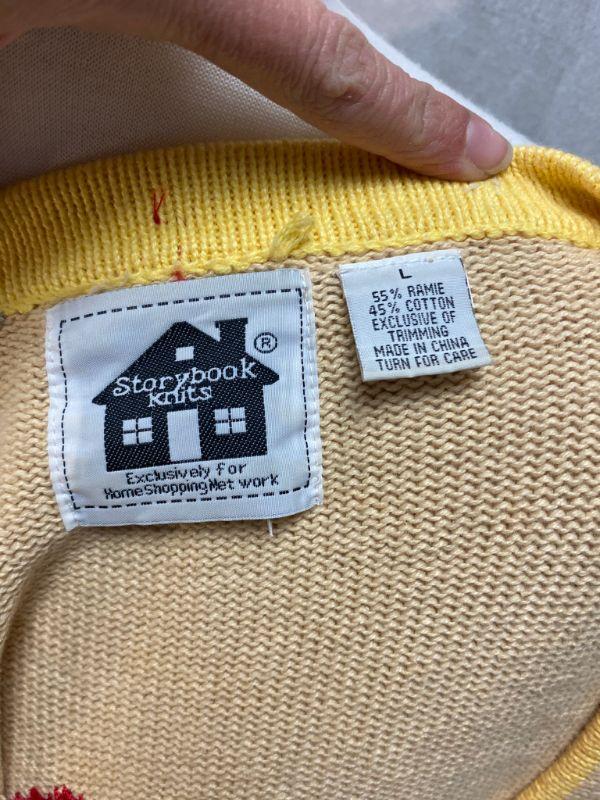 ®
Storybook
Knits
Exclusively for
HomeShoppingNetwork
L
55% RAMIE
45% COTTON
EXCLUSIVE OF
TRIMMING
MADE IN CHINA
TURN FOR CARE